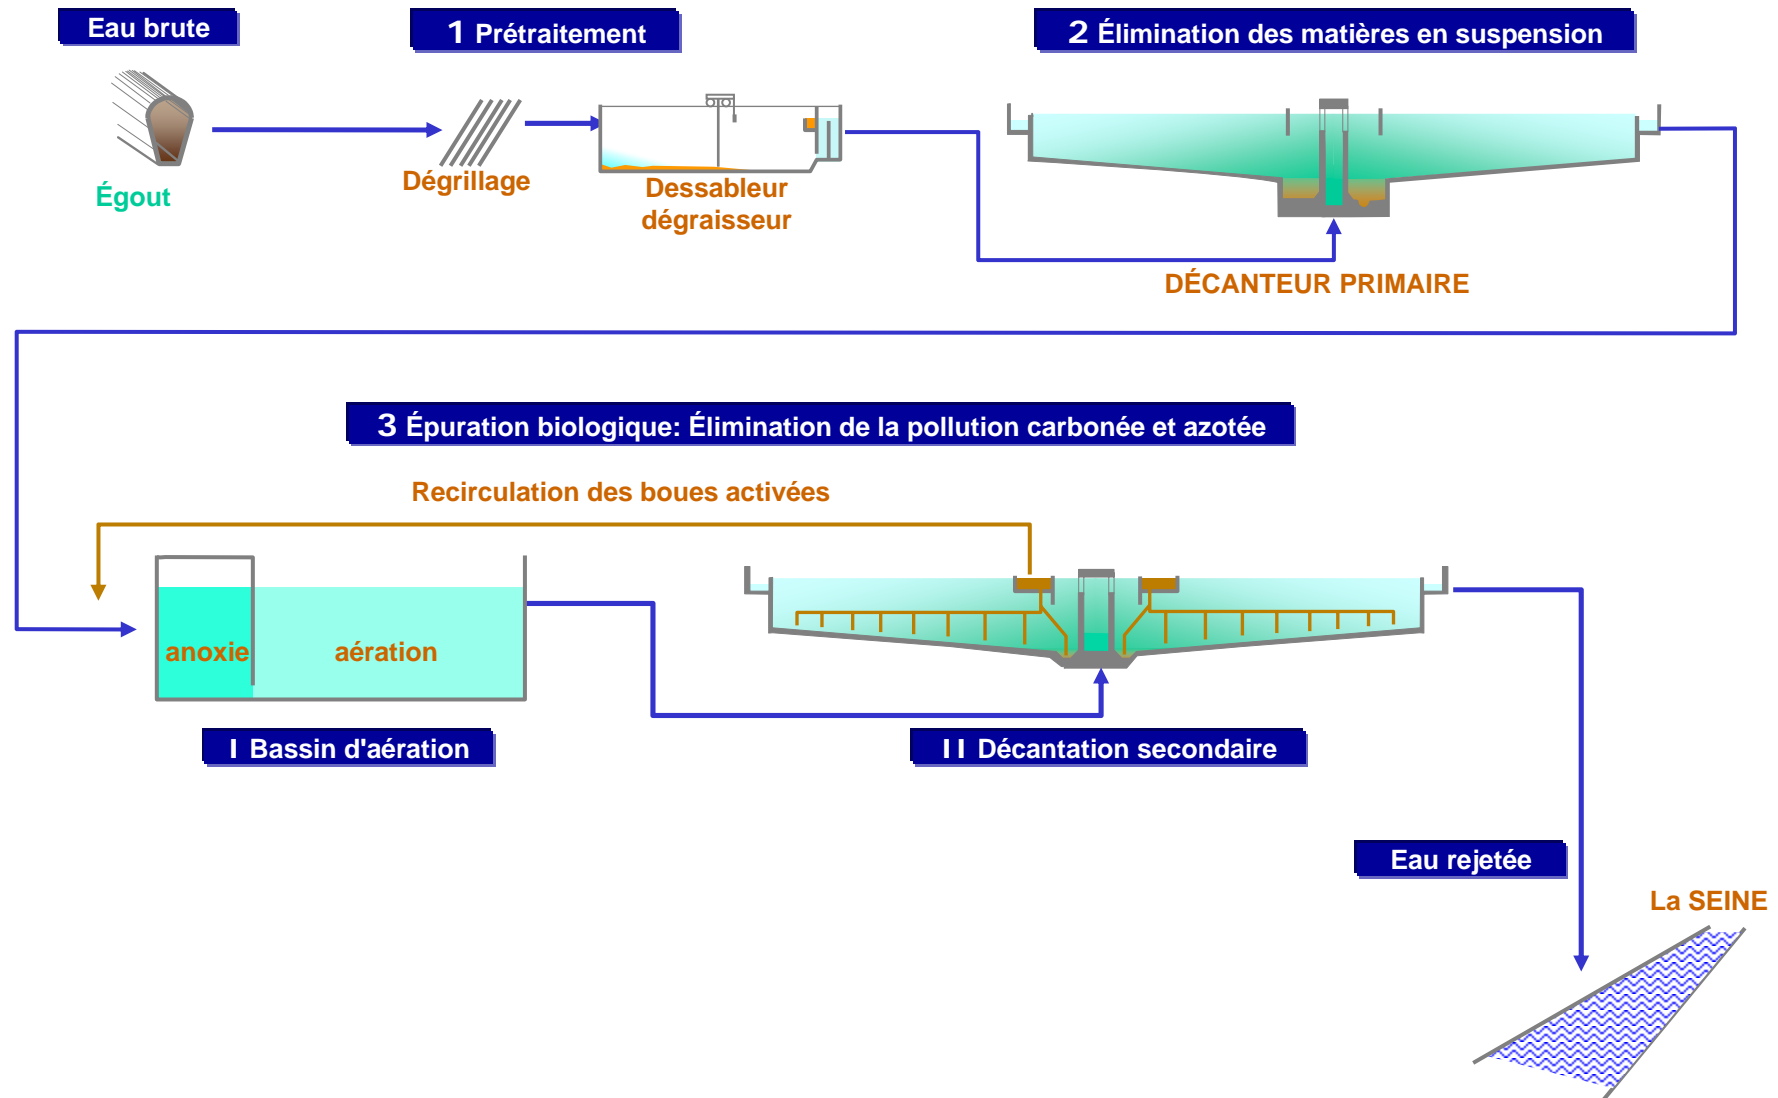 Eau brute
1 Prétraitement
2 Élimination des matières en suspension
Égout
Dégrillage
Dessableur
dégraisseur
DÉCANTEUR PRIMAIRE
3 Épuration biologique: Élimination de la pollution carbonée et azotée
Recirculation des boues activées
anoxie
aération
I Bassin d'aération
II Décantation secondaire
Eau rejetée
La SEINE